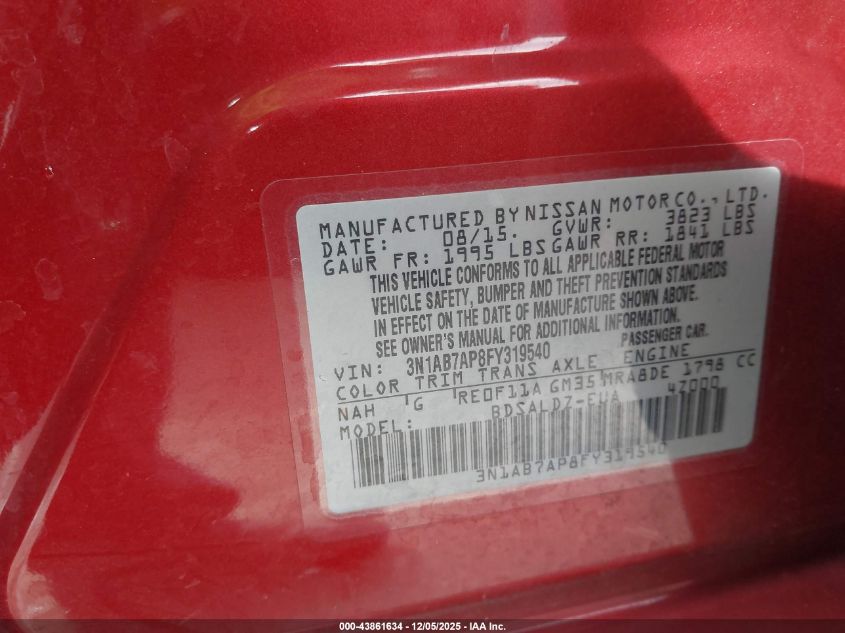 MANUFACTURED BY NISSAN MOTOR CO., LTD.
DATE: 08/15. GVWR: 3823 LBS
GAWR FR: 1995 LBS GAWR RR: 1841 LBS
THIS VEHICLE CONFORMS TO ALL APPLICABLE FEDERAL MOTOR
VEHICLE SAFETY, BUMPER AND THEFT PREVENTION STANDARDS
IN EFFECT ON THE DATE OF MANUFACTURE SHOWN ABOVE.
SEE OWNER'S MANUAL FOR ADDITIONAL INFORMATION.
VIN: 3N1AB7AP8FY319540 PASSENGER CAR.
COLOR TRIM TRANS AXLE ENGINE
NAH G RE0F11A GM35 MRA8DE 1798 CC
MODEL: BDSALDZ-EUA 4Z000
3N1AB7AP8FY319540
000-43861634 - 12/05/2025 - IAA Inc.